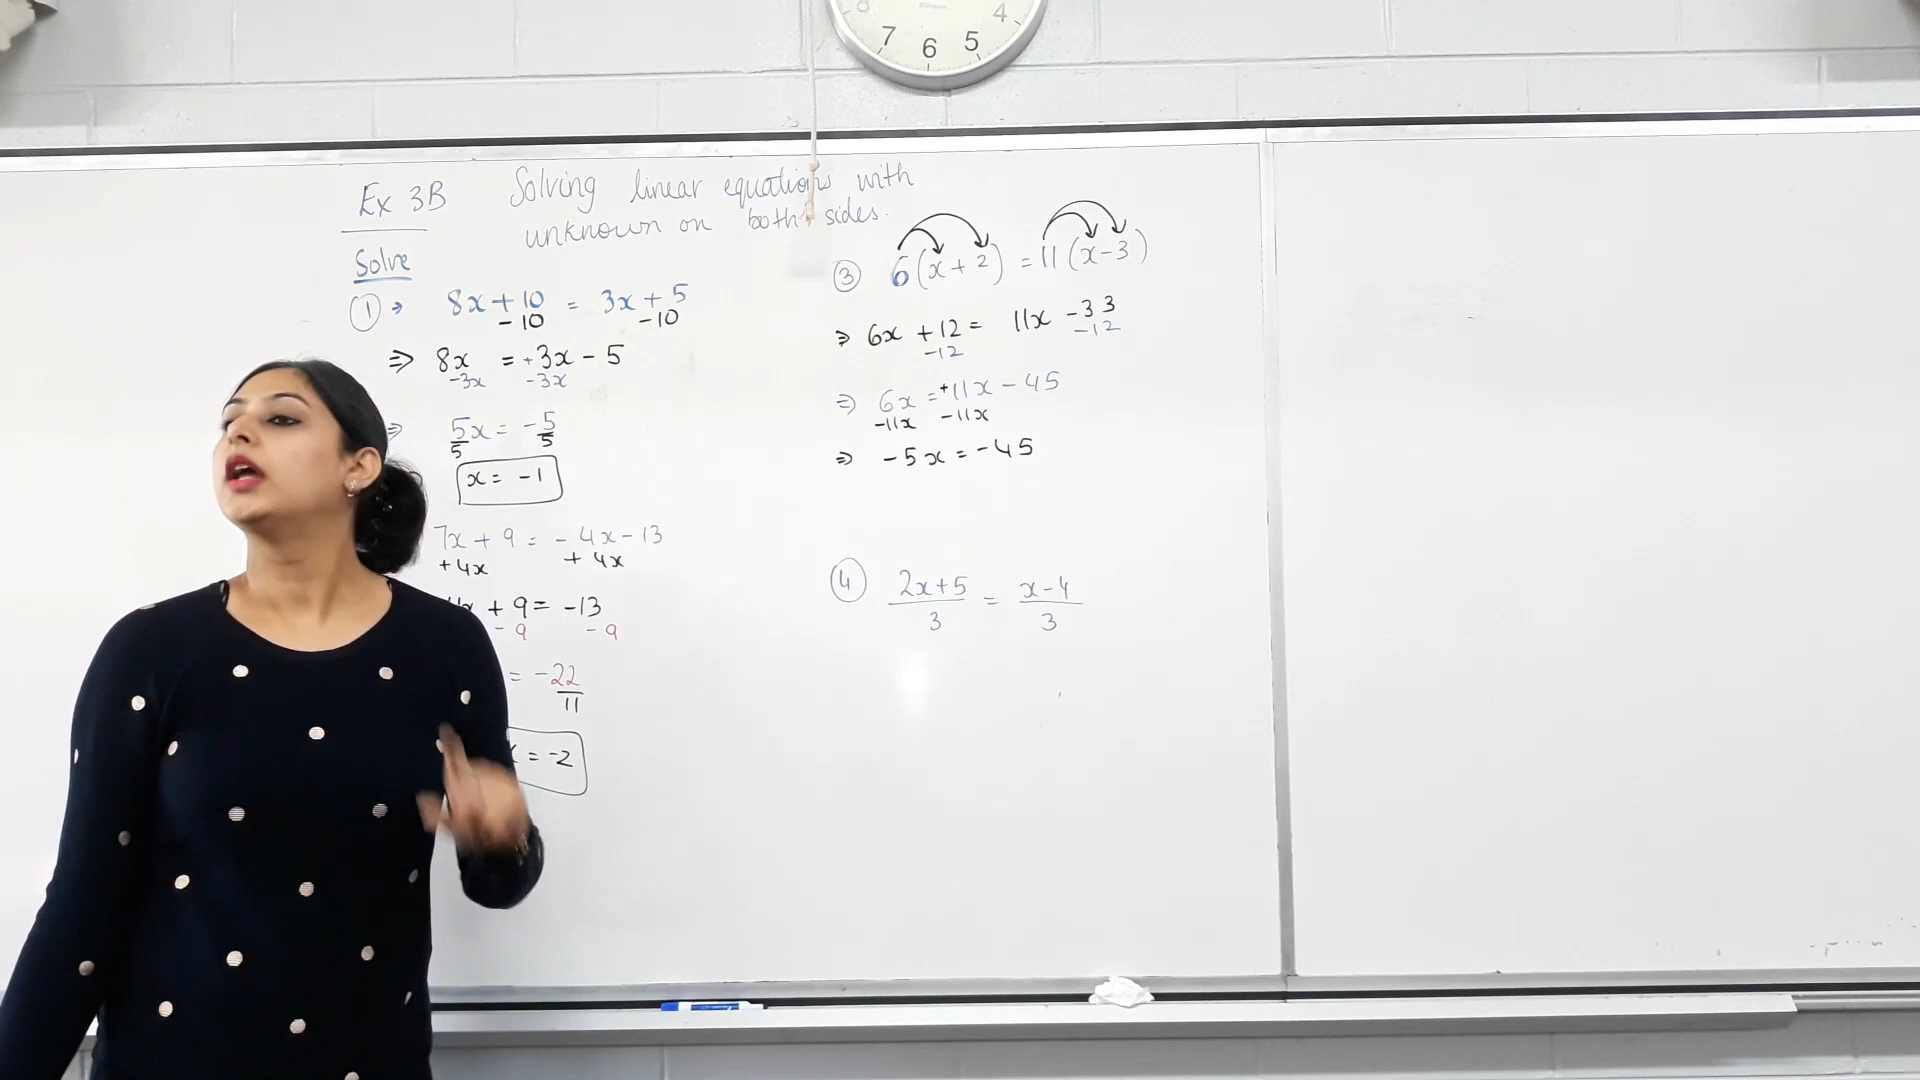 7 6 5 4
Ex 3B Solving linear equations with
unknown on both sides.
Solve
① → 8x + 10 = 3x + 5
-10 -10
⇒ 8x = +3x - 5
-3x -3x
⇒ 5x = -5
5 5
x = -1
7x + 9 = -4x - 13
+4x +4x
+ 9 = -13
-9 -9
= -22
11
= -2
③ 6(x + 2) = 11(x - 3)
⇒ 6x + 12 = 11x - 33
-12 -12
⇒ 6x = +11x - 45
-11x -11x
⇒ -5x = -45
④ 2x+5 = x-4
3 3